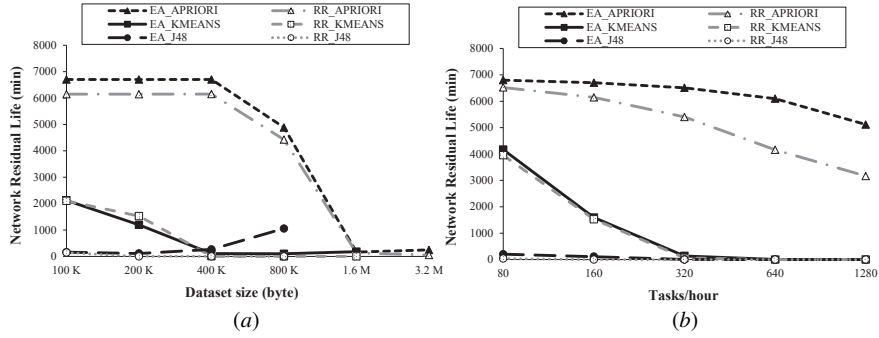 EA_APRIORI RR_APRIORI
EA_KMEANS RR_KMEANS
EA_J48 RR_J48
Network Residual Life (min)
8000
7000
6000
5000
4000
3000
2000
1000
0
100 K 200 K 400 K 800 K 1.6 M 3.2 M
Dataset size (byte)
(a)
EA_APRIORI RR_APRIORI
EA_KMEANS RR_KMEANS
EA_J48 RR_J48
Network Residual Life (min)
8000
7000
6000
5000
4000
3000
2000
1000
0
80 160 320 640 1280
Tasks/hour
(b)